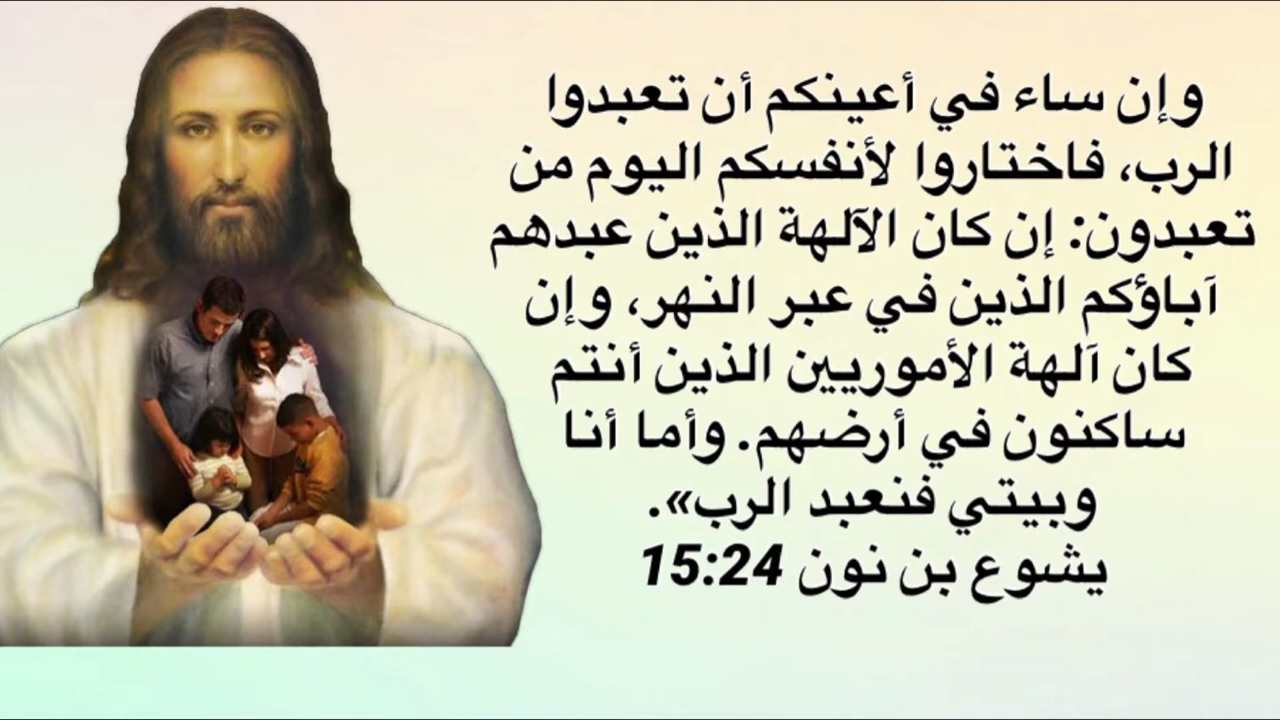 وإن ساء في أعينكم أن تعبدوا
الرب، فاختاروا لأنفسكم اليوم من
تعبدون: إن كان الآلهة الذين عبدهم
آباؤكم الذين في عبر النهر، وإن
كان آلهة الأموريين الذين أنتم
ساكنون في أرضهم. وأما أنا
وبيتي فنعبد الرب».
يشوع بن نون 15:24